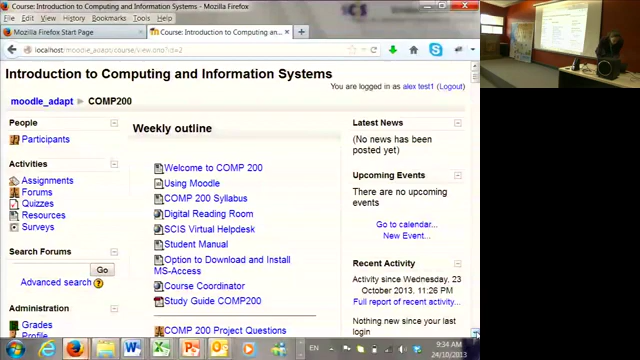 Course: Introduction to Computing and Information Systems
Mozilla Firefox
File Edit View History Bookmarks Tools Help
Mozilla Firefox Start Page
Course: Introduction to Computing and...
localhost/moodle_adapt/course/view.php?id=2
Introduction to Computing and Information Systems
You are logged in as alex test1 (Logout)
moodle_adapt ► COMP200
People
Participants
Activities
Assignments
Forums
Quizzes
Resources
Surveys
Search Forums
Go
Advanced search
Administration
Grades
Profile
Weekly outline
Welcome to COMP 200
Using Moodle
COMP 200 Syllabus
Digital Reading Room
SCIS Virtual Helpdesk
Student Manual
Option to Download and Install
MS-Access
Course Coordinator
Study Guide COMP200
COMP 200 Project Questions
Latest News
(No news has been
posted yet)
Upcoming Events
There are no upcoming
events
Go to calendar...
New Event...
Recent Activity
Activity since Wednesday, 23
October 2013, 11:26 PM
Full report of recent activity...
Nothing new since your last
login
EN
9:34 AM
24/10/2013